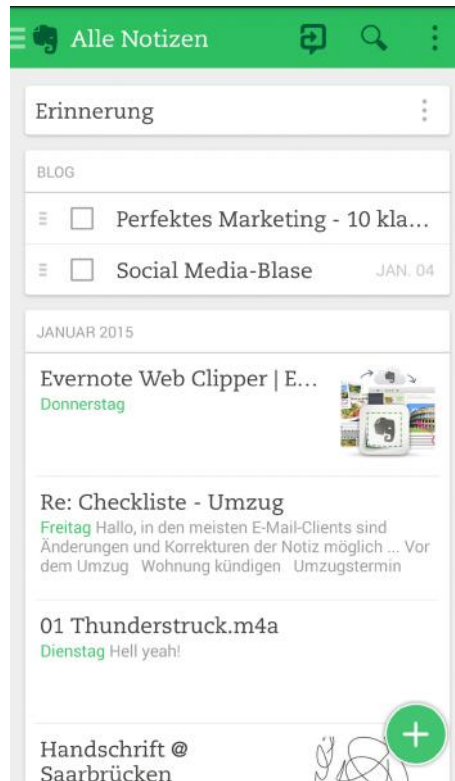 Alle Notizen
Erinnerung
BLOG
Perfektes Marketing - 10 kla...
Social Media-Blase JAN. 04
JANUAR 2015
Evernote Web Clipper | E...
Donnerstag
Re: Checkliste - Umzug
Freitag Hallo, in den meisten E-Mail-Clients sind
Änderungen und Korrekturen der Notiz möglich ... Vor
dem Umzug Wohnung kündigen Umzugstermin
01 Thunderstruck.m4a
Dienstag Hell yeah!
Handschrift @
Saarbrücken